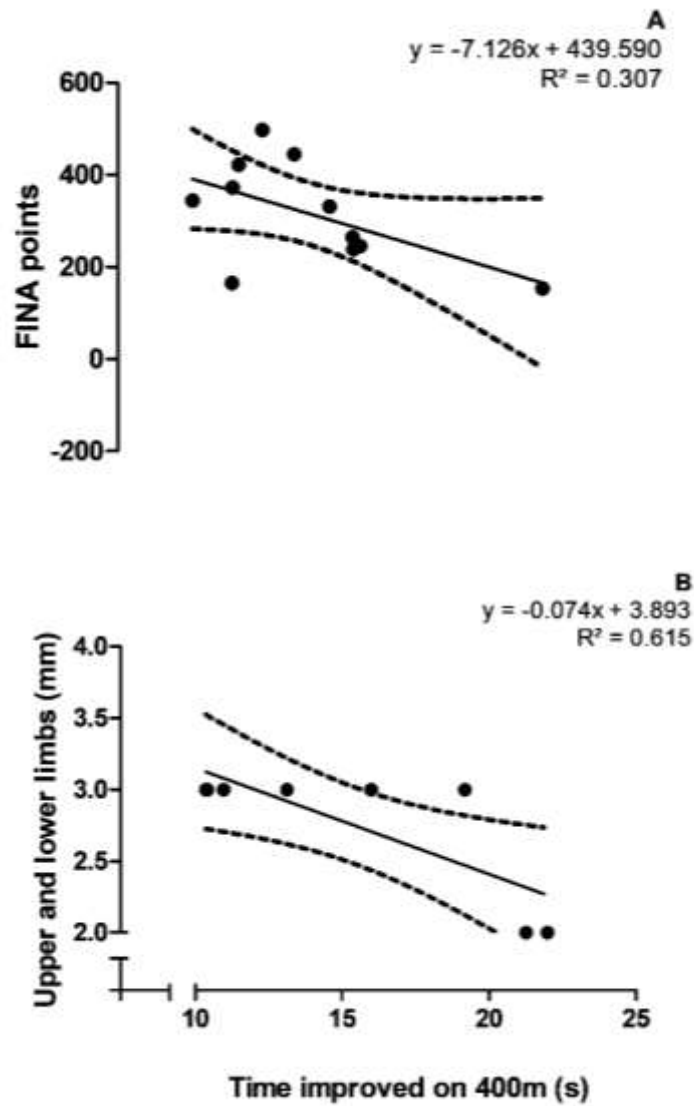 A
y = -7.126x + 439.590
R² = 0.307
600
400
200
0
-200
FINA points
B
y = -0.074x + 3.893
R² = 0.615
4.0
3.5
3.0
2.5
2.0
Upper and lower limbs (mm)
10 15 20 25
Time improved on 400m (s)